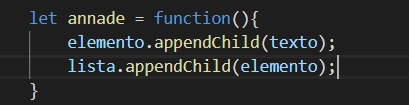 let annade = function(){
    elemento.appendChild(texto);
    lista.appendChild(elemento);
}